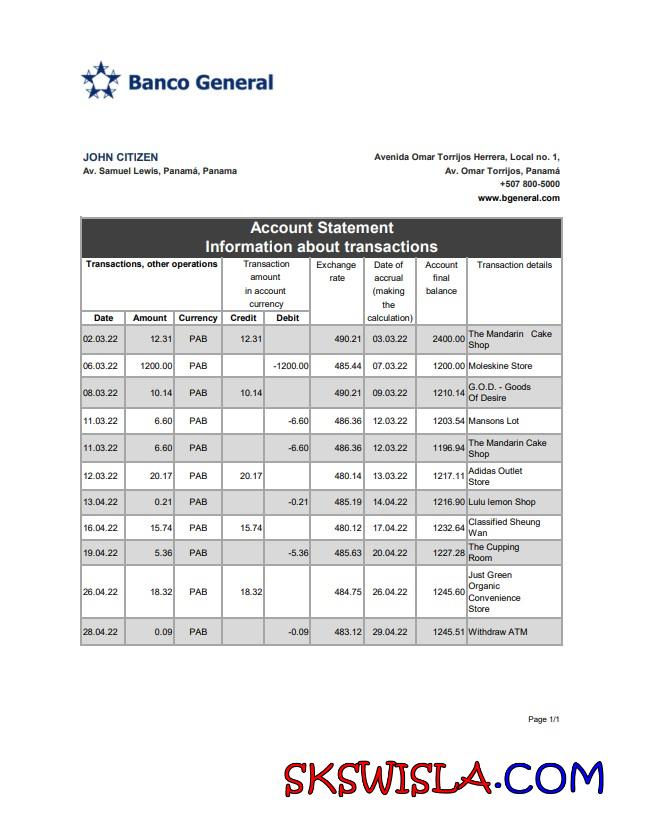 Banco General
JOHN CITIZEN
Av. Samuel Lewis, Panamá, Panama
Avenida Omar Torrijos Herrera, Local no. 1,
Av. Omar Torrijos, Panamá
+507 800-5000
www.bgeneral.com
Account Statement
Information about transactions
Transactions, other operations
Transaction
amount
in account
currency
Exchange
rate
Date of
accrual
(making
the
calculation)
Account
final
balance
Transaction details
Date Amount Currency Credit Debit
02.03.22 12.31 PAB 12.31 490.21 03.03.22 2400.00 The Mandarin Cake
Shop
06.03.22 1200.00 PAB -1200.00 485.44 07.03.22 1200.00 Moleskine Store
08.03.22 10.14 PAB 10.14 490.21 09.03.22 1210.14 G.O.D. - Goods
Of Desire
11.03.22 6.60 PAB -6.60 486.36 12.03.22 1203.54 Mansons Lot
11.03.22 6.60 PAB -6.60 486.36 12.03.22 1196.94 The Mandarin Cake
Shop
12.03.22 20.17 PAB 20.17 480.14 13.03.22 1217.11 Adidas Outlet
Store
13.04.22 0.21 PAB -0.21 485.19 14.04.22 1216.90 Lulu lemon Shop
16.04.22 15.74 PAB 15.74 480.12 17.04.22 1232.64 Classified Sheung
Wan
19.04.22 5.36 PAB -5.36 485.63 20.04.22 1227.28 The Cupping
Room
26.04.22 18.32 PAB 18.32 484.75 26.04.22 1245.60 Just Green
Organic
Convenience
Store
28.04.22 0.09 PAB -0.09 483.12 29.04.22 1245.51 Withdraw ATM
Page 1/1
SKSWISLA.COM